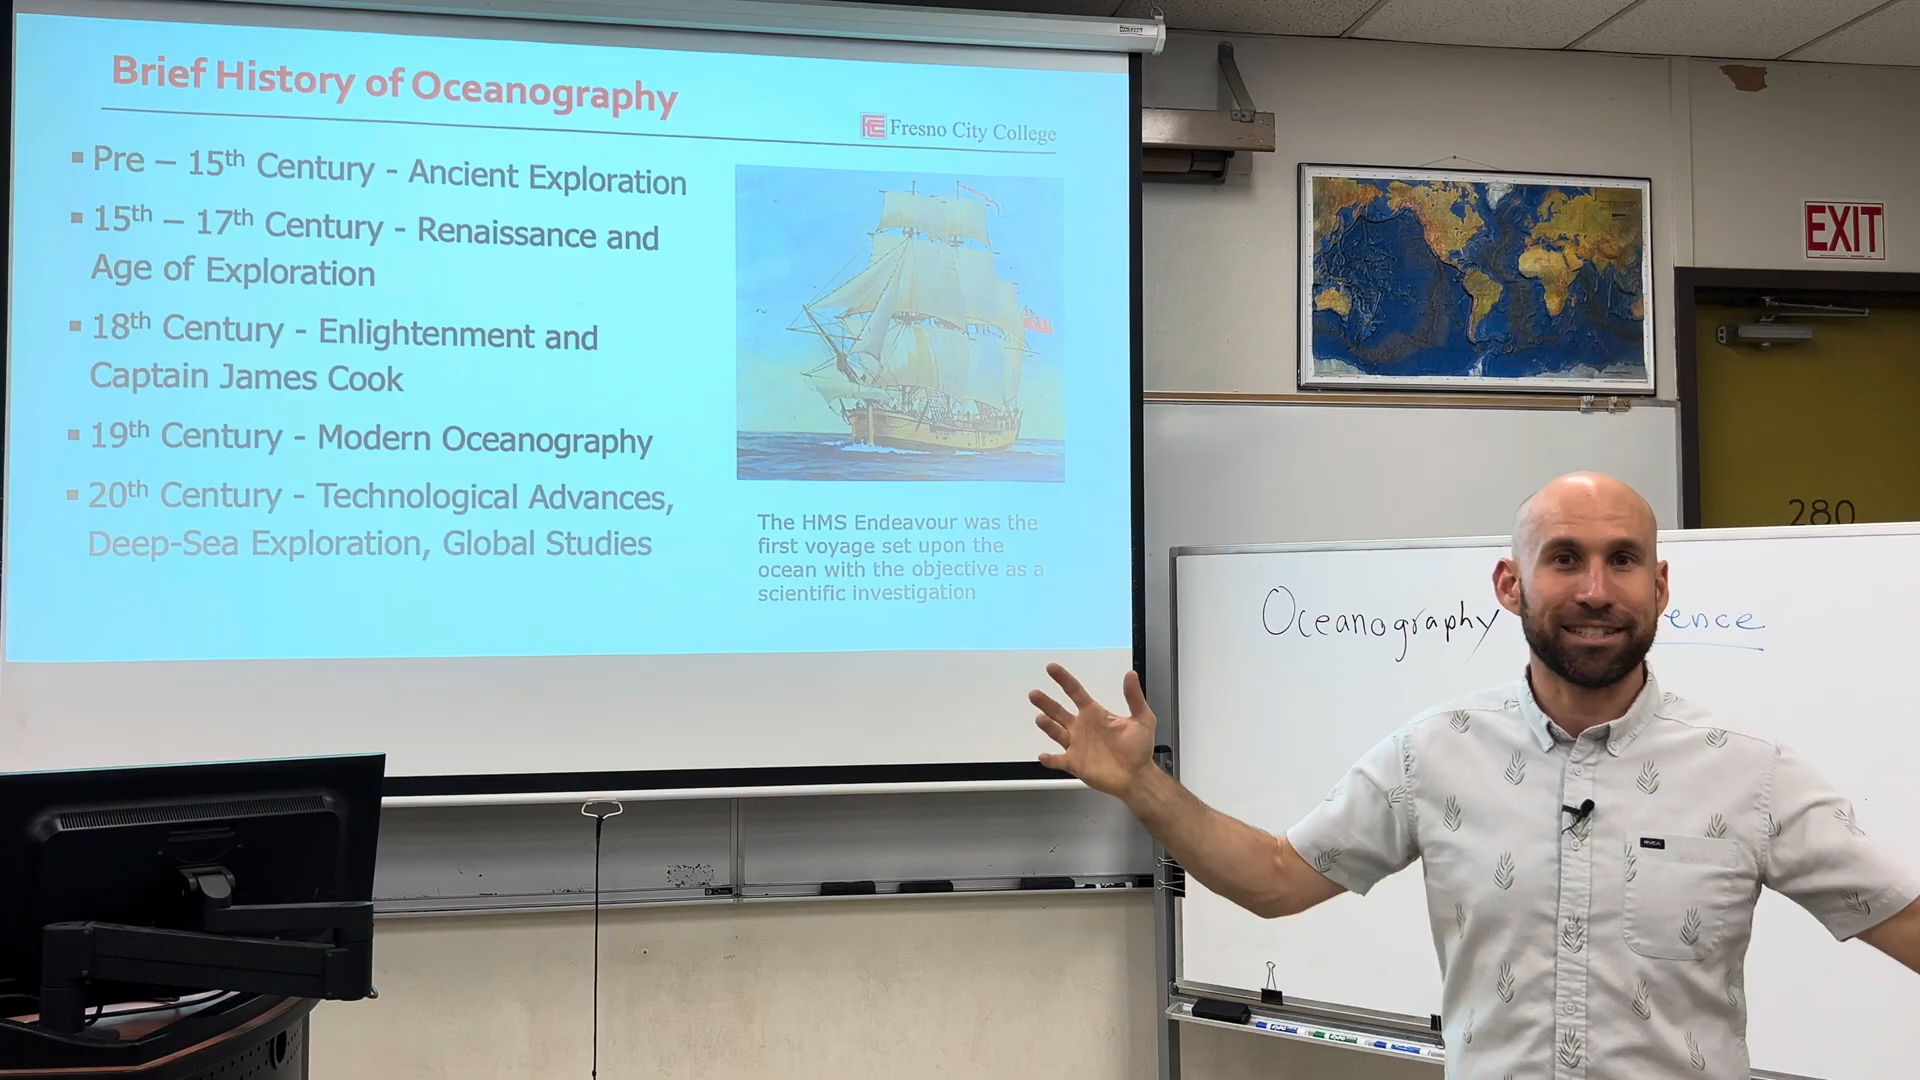 Brief History of Oceanography
Fresno City College
▪ Pre – 15th Century - Ancient Exploration
▪ 15th – 17th Century - Renaissance and
Age of Exploration
▪ 18th Century - Enlightenment and
Captain James Cook
▪ 19th Century - Modern Oceanography
▪ 20th Century - Technological Advances,
Deep-Sea Exploration, Global Studies
The HMS Endeavour was the
first voyage set upon the
ocean with the objective as a
scientific investigation
EXIT
280
Oceanography ence
RVCA